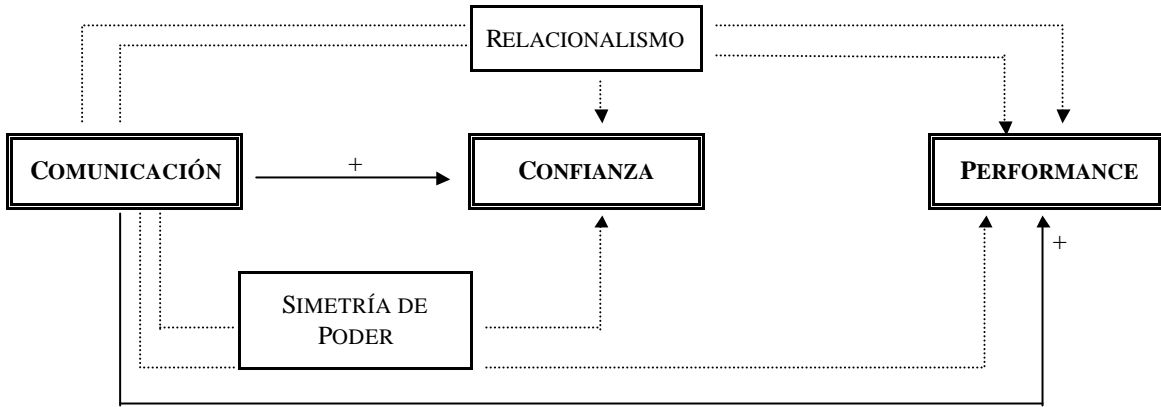 RELACIONALISMO
COMUNICACIÓN
+
CONFIANZA
PERFORMANCE
+
SIMETRÍA DE
PODER